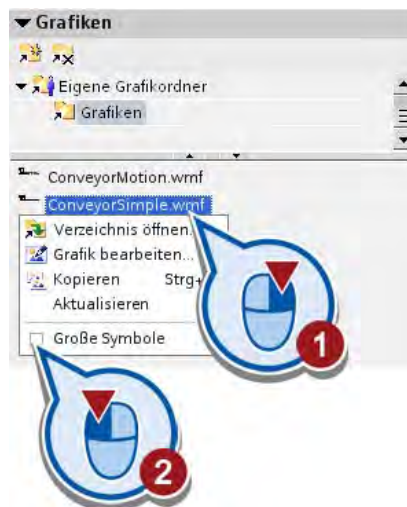 Grafiken
Eigene Grafikordner
Grafiken
ConveyorMotion.wmf
ConveyorSimple.wmf
Verzeichnis öffnen...
Grafik bearbeiten...
Kopieren Strg+
Aktualisieren
Große Symbole
1
2